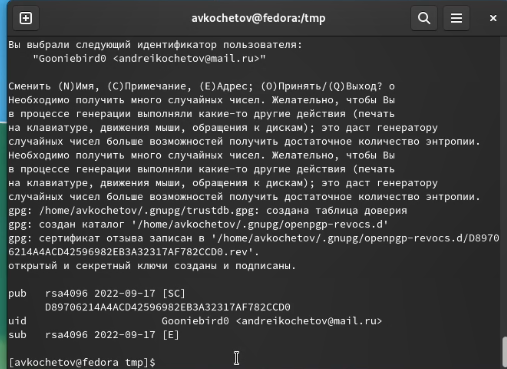 avkochetov@fedora:/tmp
Вы выбрали следующий идентификатор пользователя:
"Gooniebird0 <andreikochetov@mail.ru>"
Сменить (N)Имя, (C)Примечание, (E)Адрес; (O)Принять/(Q)Выход? o
Необходимо получить много случайных чисел. Желательно, чтобы Вы
в процессе генерации выполняли какие-то другие действия (печать
на клавиатуре, движения мыши, обращения к дискам); это даст генератору
случайных чисел больше возможностей получить достаточное количество энтропии.
Необходимо получить много случайных чисел. Желательно, чтобы Вы
в процессе генерации выполняли какие-то другие действия (печать
на клавиатуре, движения мыши, обращения к дискам); это даст генератору
случайных чисел больше возможностей получить достаточное количество энтропии.
gpg: /home/avkochetov/.gnupg/trustdb.gpg: создана таблица доверия
gpg: создан каталог '/home/avkochetov/.gnupg/openpgp-revocs.d'
gpg: сертификат отзыва записан в '/home/avkochetov/.gnupg/openpgp-revocs.d/D8970
6214A4ACD42596982EB3A32317AF782CCD0.rev'.
открытый и секретный ключи созданы и подписаны.
pub   rsa4096 2022-09-17 [SC]
D89706214A4ACD42596982EB3A32317AF782CCD0
uid                      Gooniebird0 <andreikochetov@mail.ru>
sub   rsa4096 2022-09-17 [E]
[avkochetov@fedora tmp]$